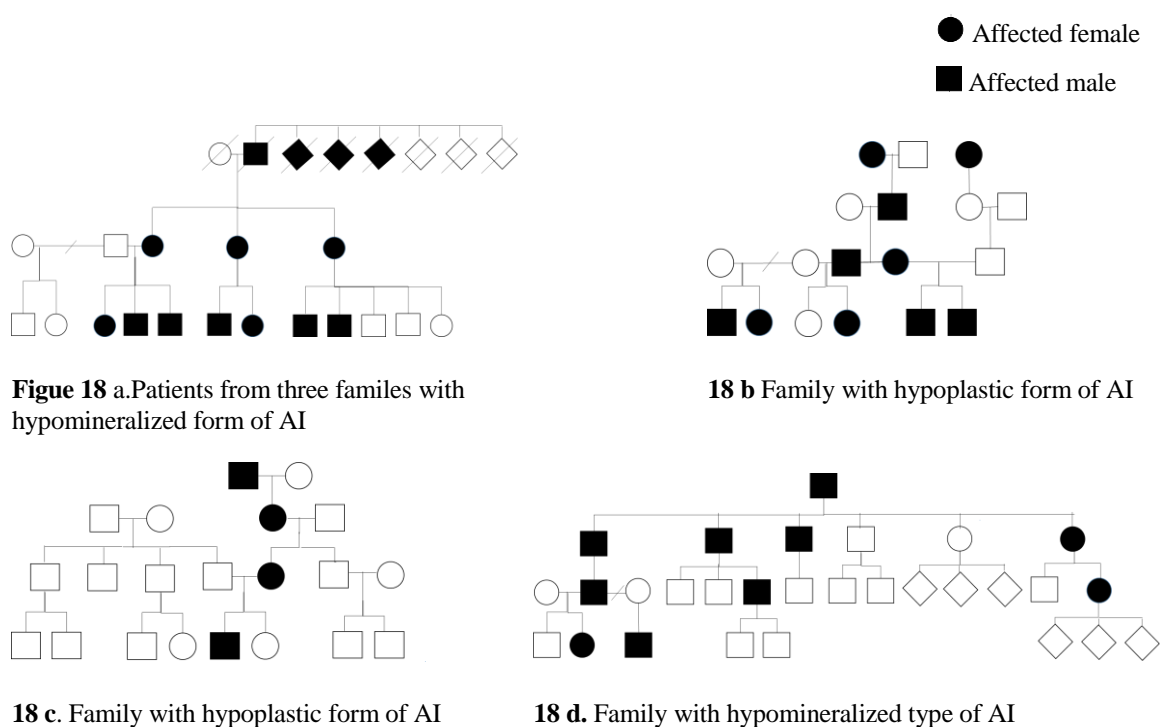 Affected female
Affected male
Figue 18 a.Patients from three familes with
hypomineralized form of AI
18 b Family with hypoplastic form of AI
18 c. Family with hypoplastic form of AI
18 d. Family with hypomineralized type of AI